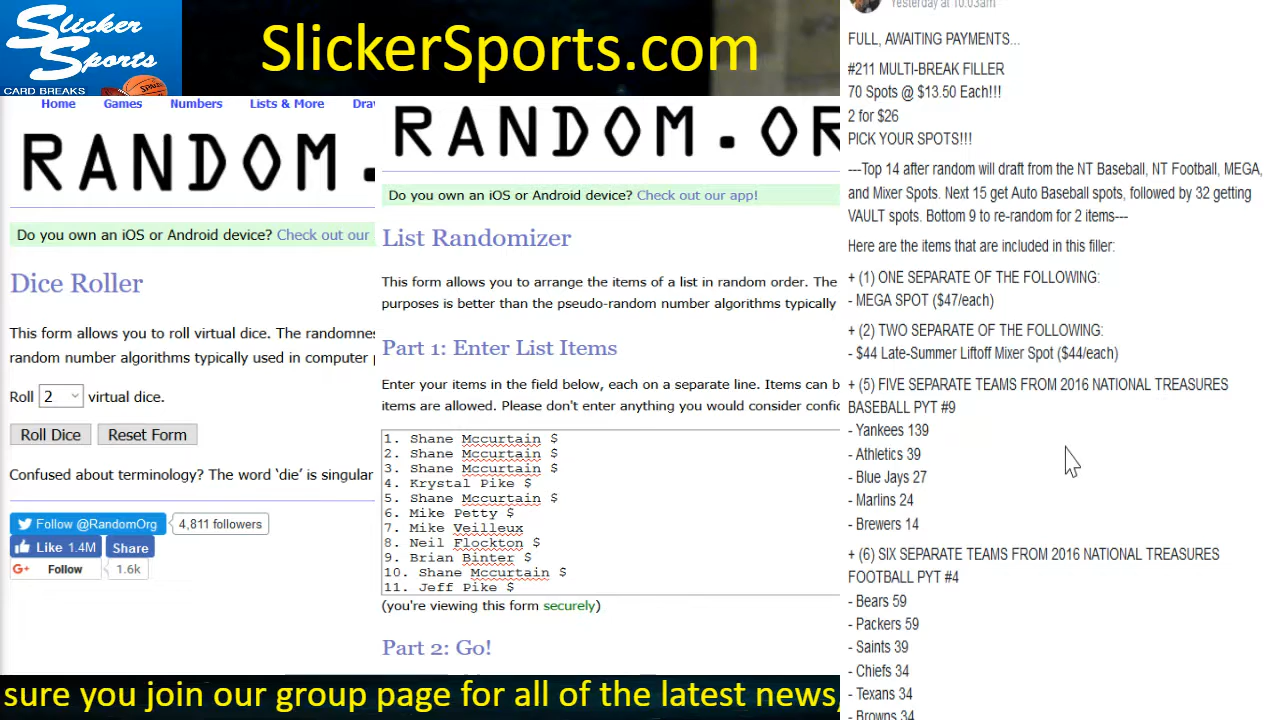 Slicker
Sports
CARD BREAKS
SlickerSports.com
Home Games Numbers Lists & More
RANDOM.
Do you own an iOS or Android device? Check out our
Dice Roller
This form allows you to roll virtual dice. The randomnes
random number algorithms typically used in computer p
Roll 2 virtual dice.
Roll Dice Reset Form
Confused about terminology? The word ‘die’ is singular
Follow @RandomOrg 4,811 followers
Like 1.4M Share
G+ Follow 1.6k
RANDOM.OR
Do you own an iOS or Android device? Check out our app!
List Randomizer
This form allows you to arrange the items of a list in random order. The
purposes is better than the pseudo-random number algorithms typically
Part 1: Enter List Items
Enter your items in the field below, each on a separate line. Items can b
items are allowed. Please don't enter anything you would consider confid
1. Shane Mccurtain $
2. Shane Mccurtain $
3. Shane Mccurtain $
4. Krystal Pike $
5. Shane Mccurtain $
6. Mike Petty $
7. Mike Veilleux
8. Neil Flockton $
9. Brian Binter $
10. Shane Mccurtain $
11. Jeff Pike $
(you're viewing this form securely)
Part 2: Go!
Yesterday at 10:03am
FULL, AWAITING PAYMENTS...
#211 MULTI-BREAK FILLER
70 Spots @ $13.50 Each!!!
2 for $26
PICK YOUR SPOTS!!!
---Top 14 after random will draft from the NT Baseball, NT Football, MEGA,
and Mixer Spots. Next 15 get Auto Baseball spots, followed by 32 getting
VAULT spots. Bottom 9 to re-random for 2 items---
Here are the items that are included in this filler:
+ (1) ONE SEPARATE OF THE FOLLOWING:
- MEGA SPOT ($47/each)
+ (2) TWO SEPARATE OF THE FOLLOWING:
- $44 Late-Summer Liftoff Mixer Spot ($44/each)
+ (5) FIVE SEPARATE TEAMS FROM 2016 NATIONAL TREASURES
BASEBALL PYT #9
- Yankees 139
- Athletics 39
- Blue Jays 27
- Marlins 24
- Brewers 14
+ (6) SIX SEPARATE TEAMS FROM 2016 NATIONAL TREASURES
FOOTBALL PYT #4
- Bears 59
- Packers 59
- Saints 39
- Chiefs 34
- Texans 34
- Browns 34
sure you join our group page for all of the latest news,